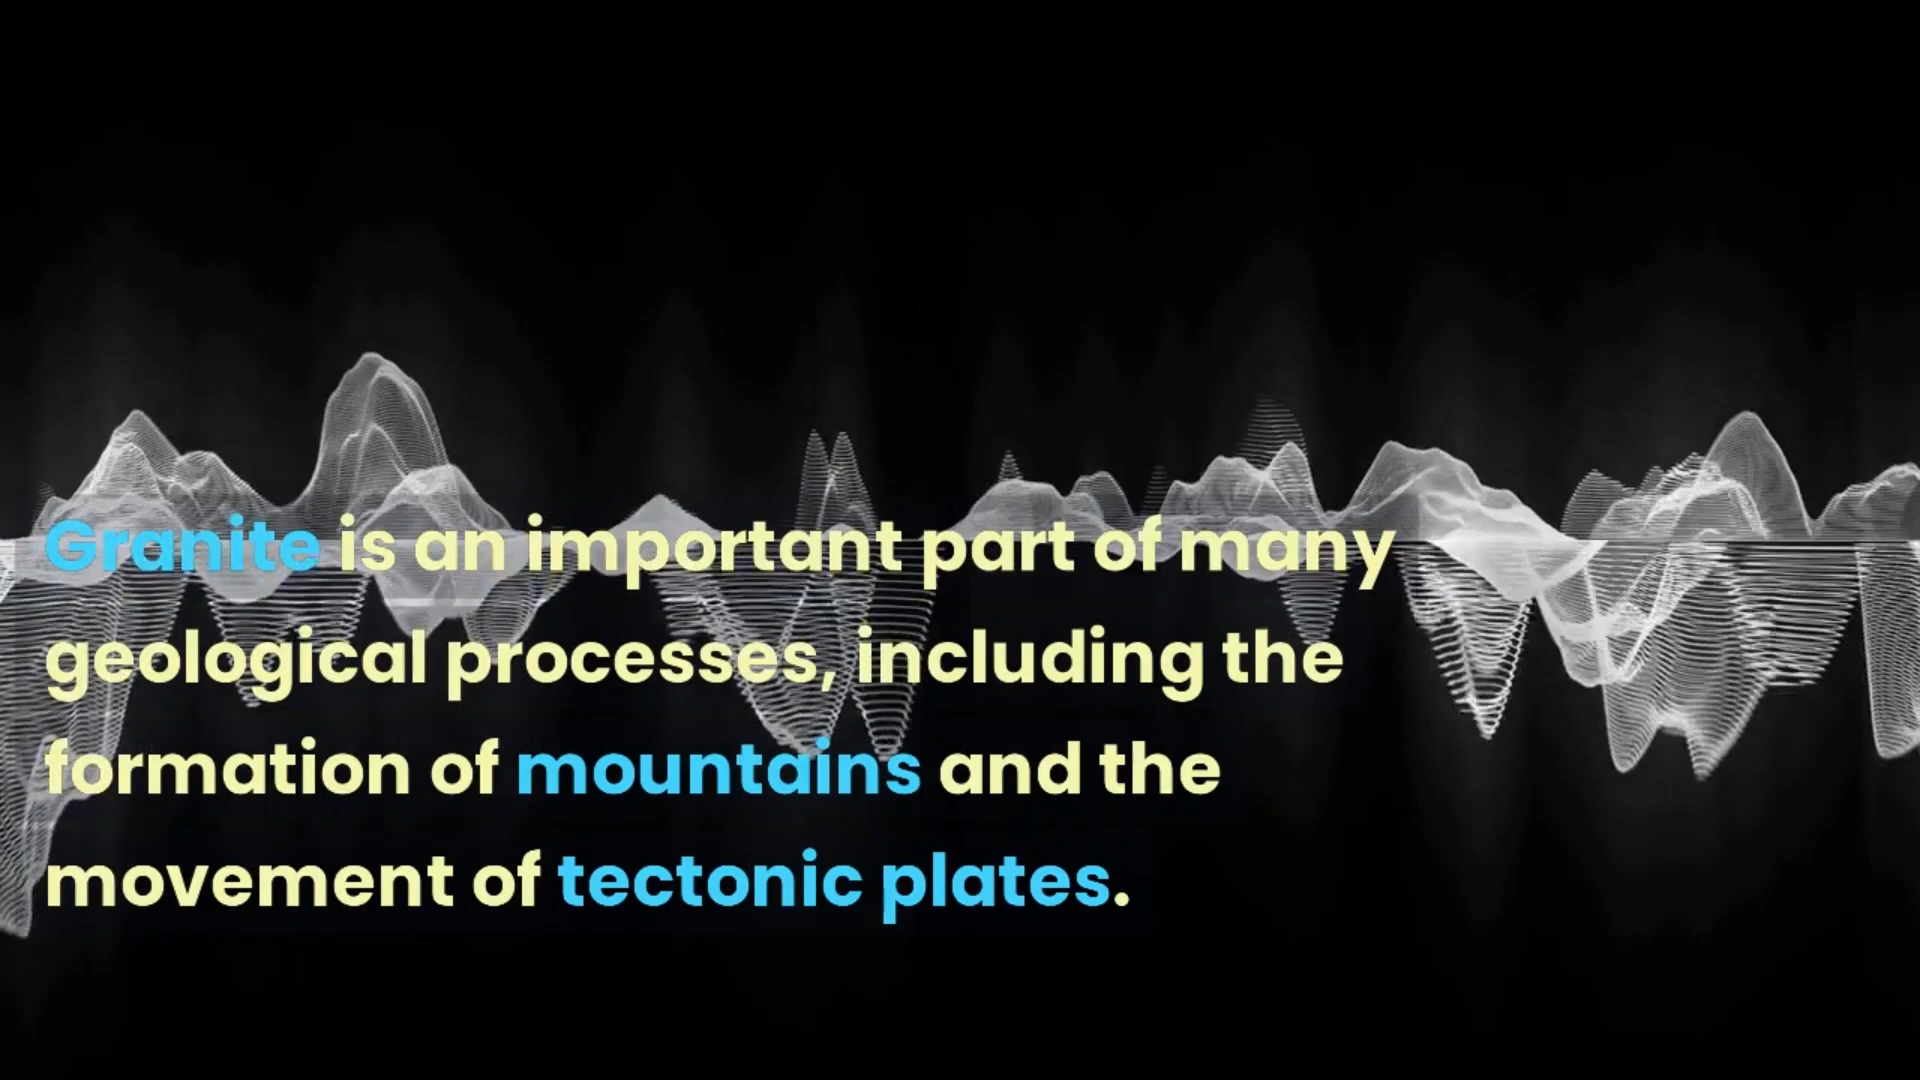 Granite is an important part of many
geological processes, including the
formation of mountains and the
movement of tectonic plates.